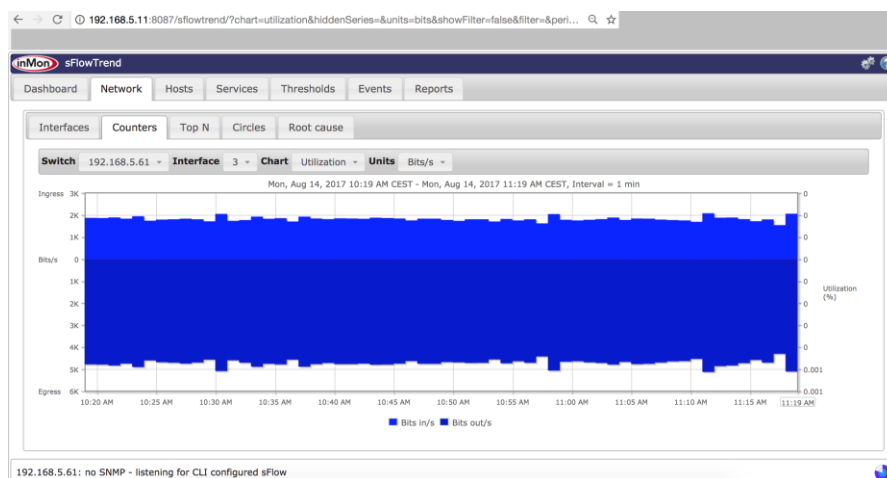 192.168.5.11:8087/sflowtrend/?chart=utilization&hiddenSeries=&units=bits&showFilter=false&filter=&peri...
inMon sFlowTrend
Dashboard Network Hosts Services Thresholds Events Reports
Interfaces Counters Top N Circles Root cause
Switch 192.168.5.61 Interface 3 Chart Utilization Units Bits/s
Mon, Aug 14, 2017 10:19 AM CEST - Mon, Aug 14, 2017 11:19 AM CEST, Interval = 1 min
Ingress 3K 0
2K 0
1K 0
Bits/s 0 0
1K 0
Utilization
2K 0
(%)
3K 0
4K 0
5K 0.001
Egress 6K 0.001
10:20 AM 10:25 AM 10:30 AM 10:35 AM 10:40 AM 10:45 AM 10:50 AM 10:55 AM 11:00 AM 11:05 AM 11:10 AM 11:15 AM 11:19 AM
Bits in/s Bits out/s
192.168.5.61: no SNMP - listening for CLI configured sFlow